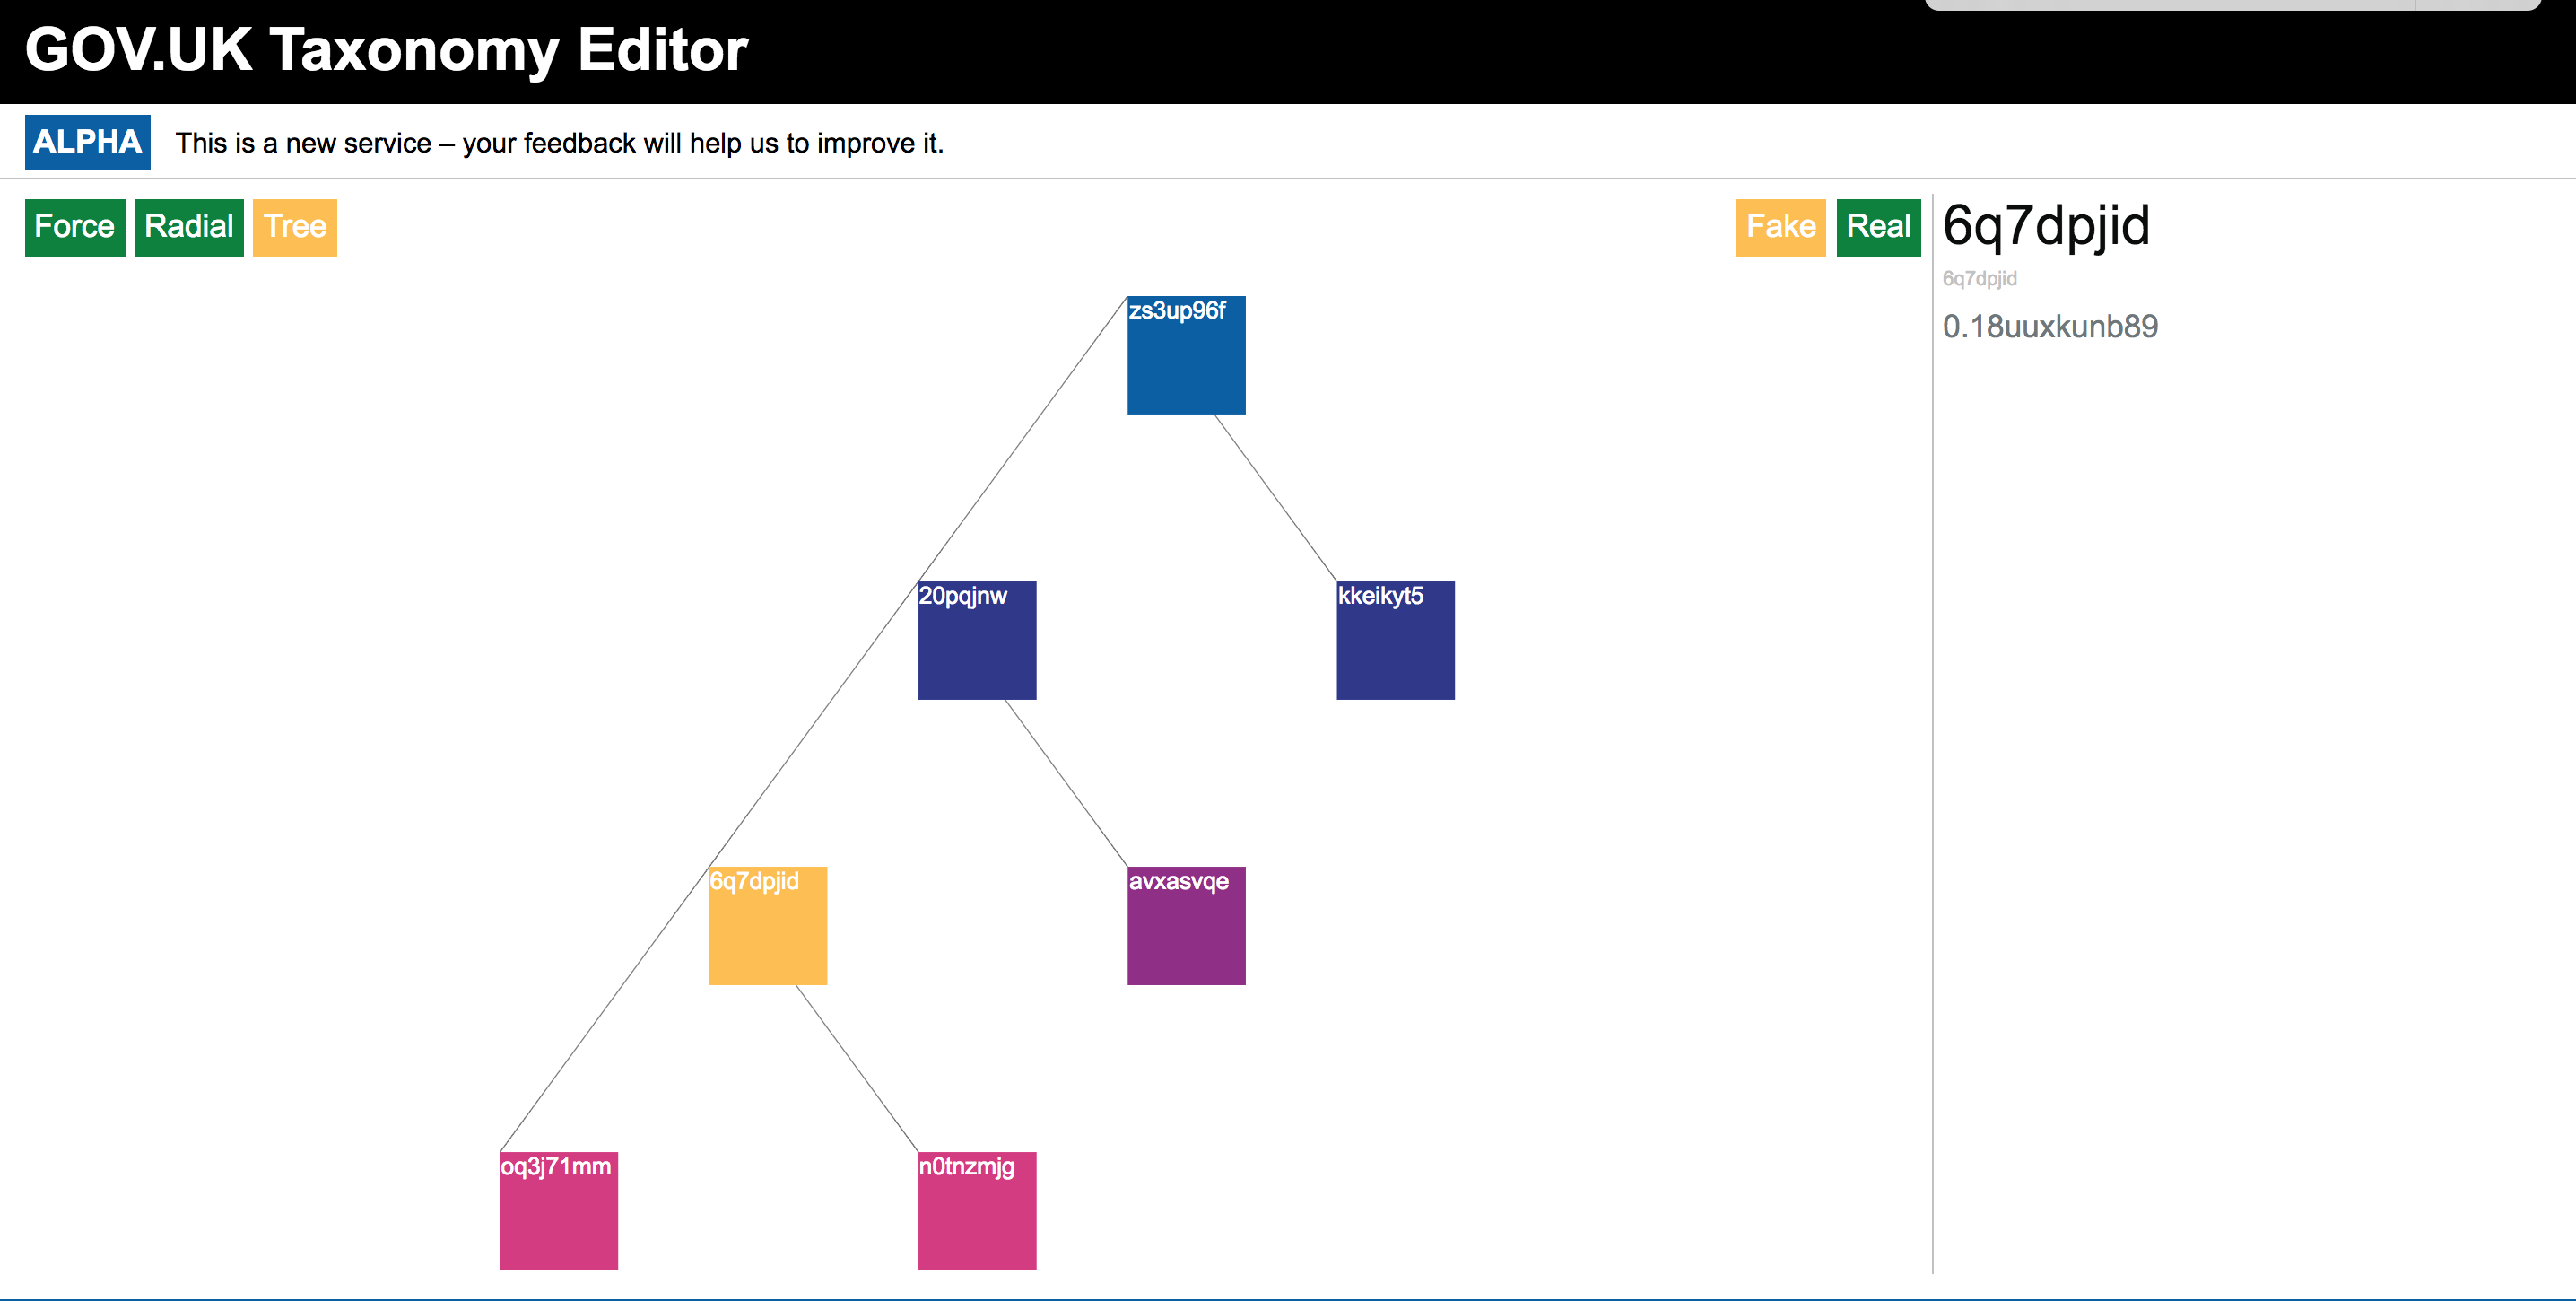 GOV.UK Taxonomy Editor
ALPHA This is a new service – your feedback will help us to improve it.
Force Radial Tree Fake Real
6q7dpjid
6q7dpjid
0.18uuxkunb89
zs3up96f
20pqjnw kkeikyt5
6q7dpjid avxasvqe
oq3j71mm n0tnzmjg